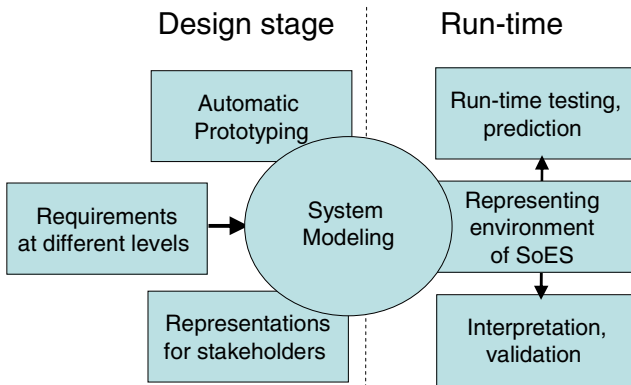 Design stage
Run-time
Automatic
Prototyping
Run-time testing,
prediction
Requirements
at different levels
System
Modeling
Representing
environment
of SoES
Representations
for stakeholders
Interpretation,
validation